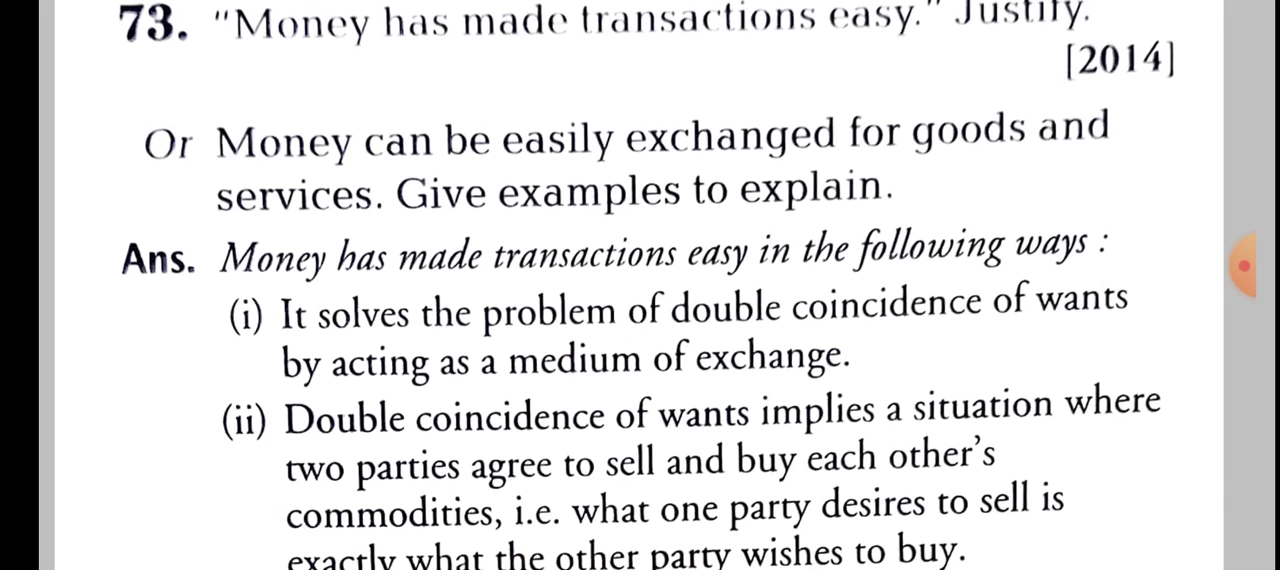 73. "Money has made transactions easy." Justify.
[2014]
Or Money can be easily exchanged for goods and
services. Give examples to explain.
Ans. Money has made transactions easy in the following ways :
(i) It solves the problem of double coincidence of wants
by acting as a medium of exchange.
(ii) Double coincidence of wants implies a situation where
two parties agree to sell and buy each other's
commodities, i.e. what one party desires to sell is
exactly what the other party wishes to buy.